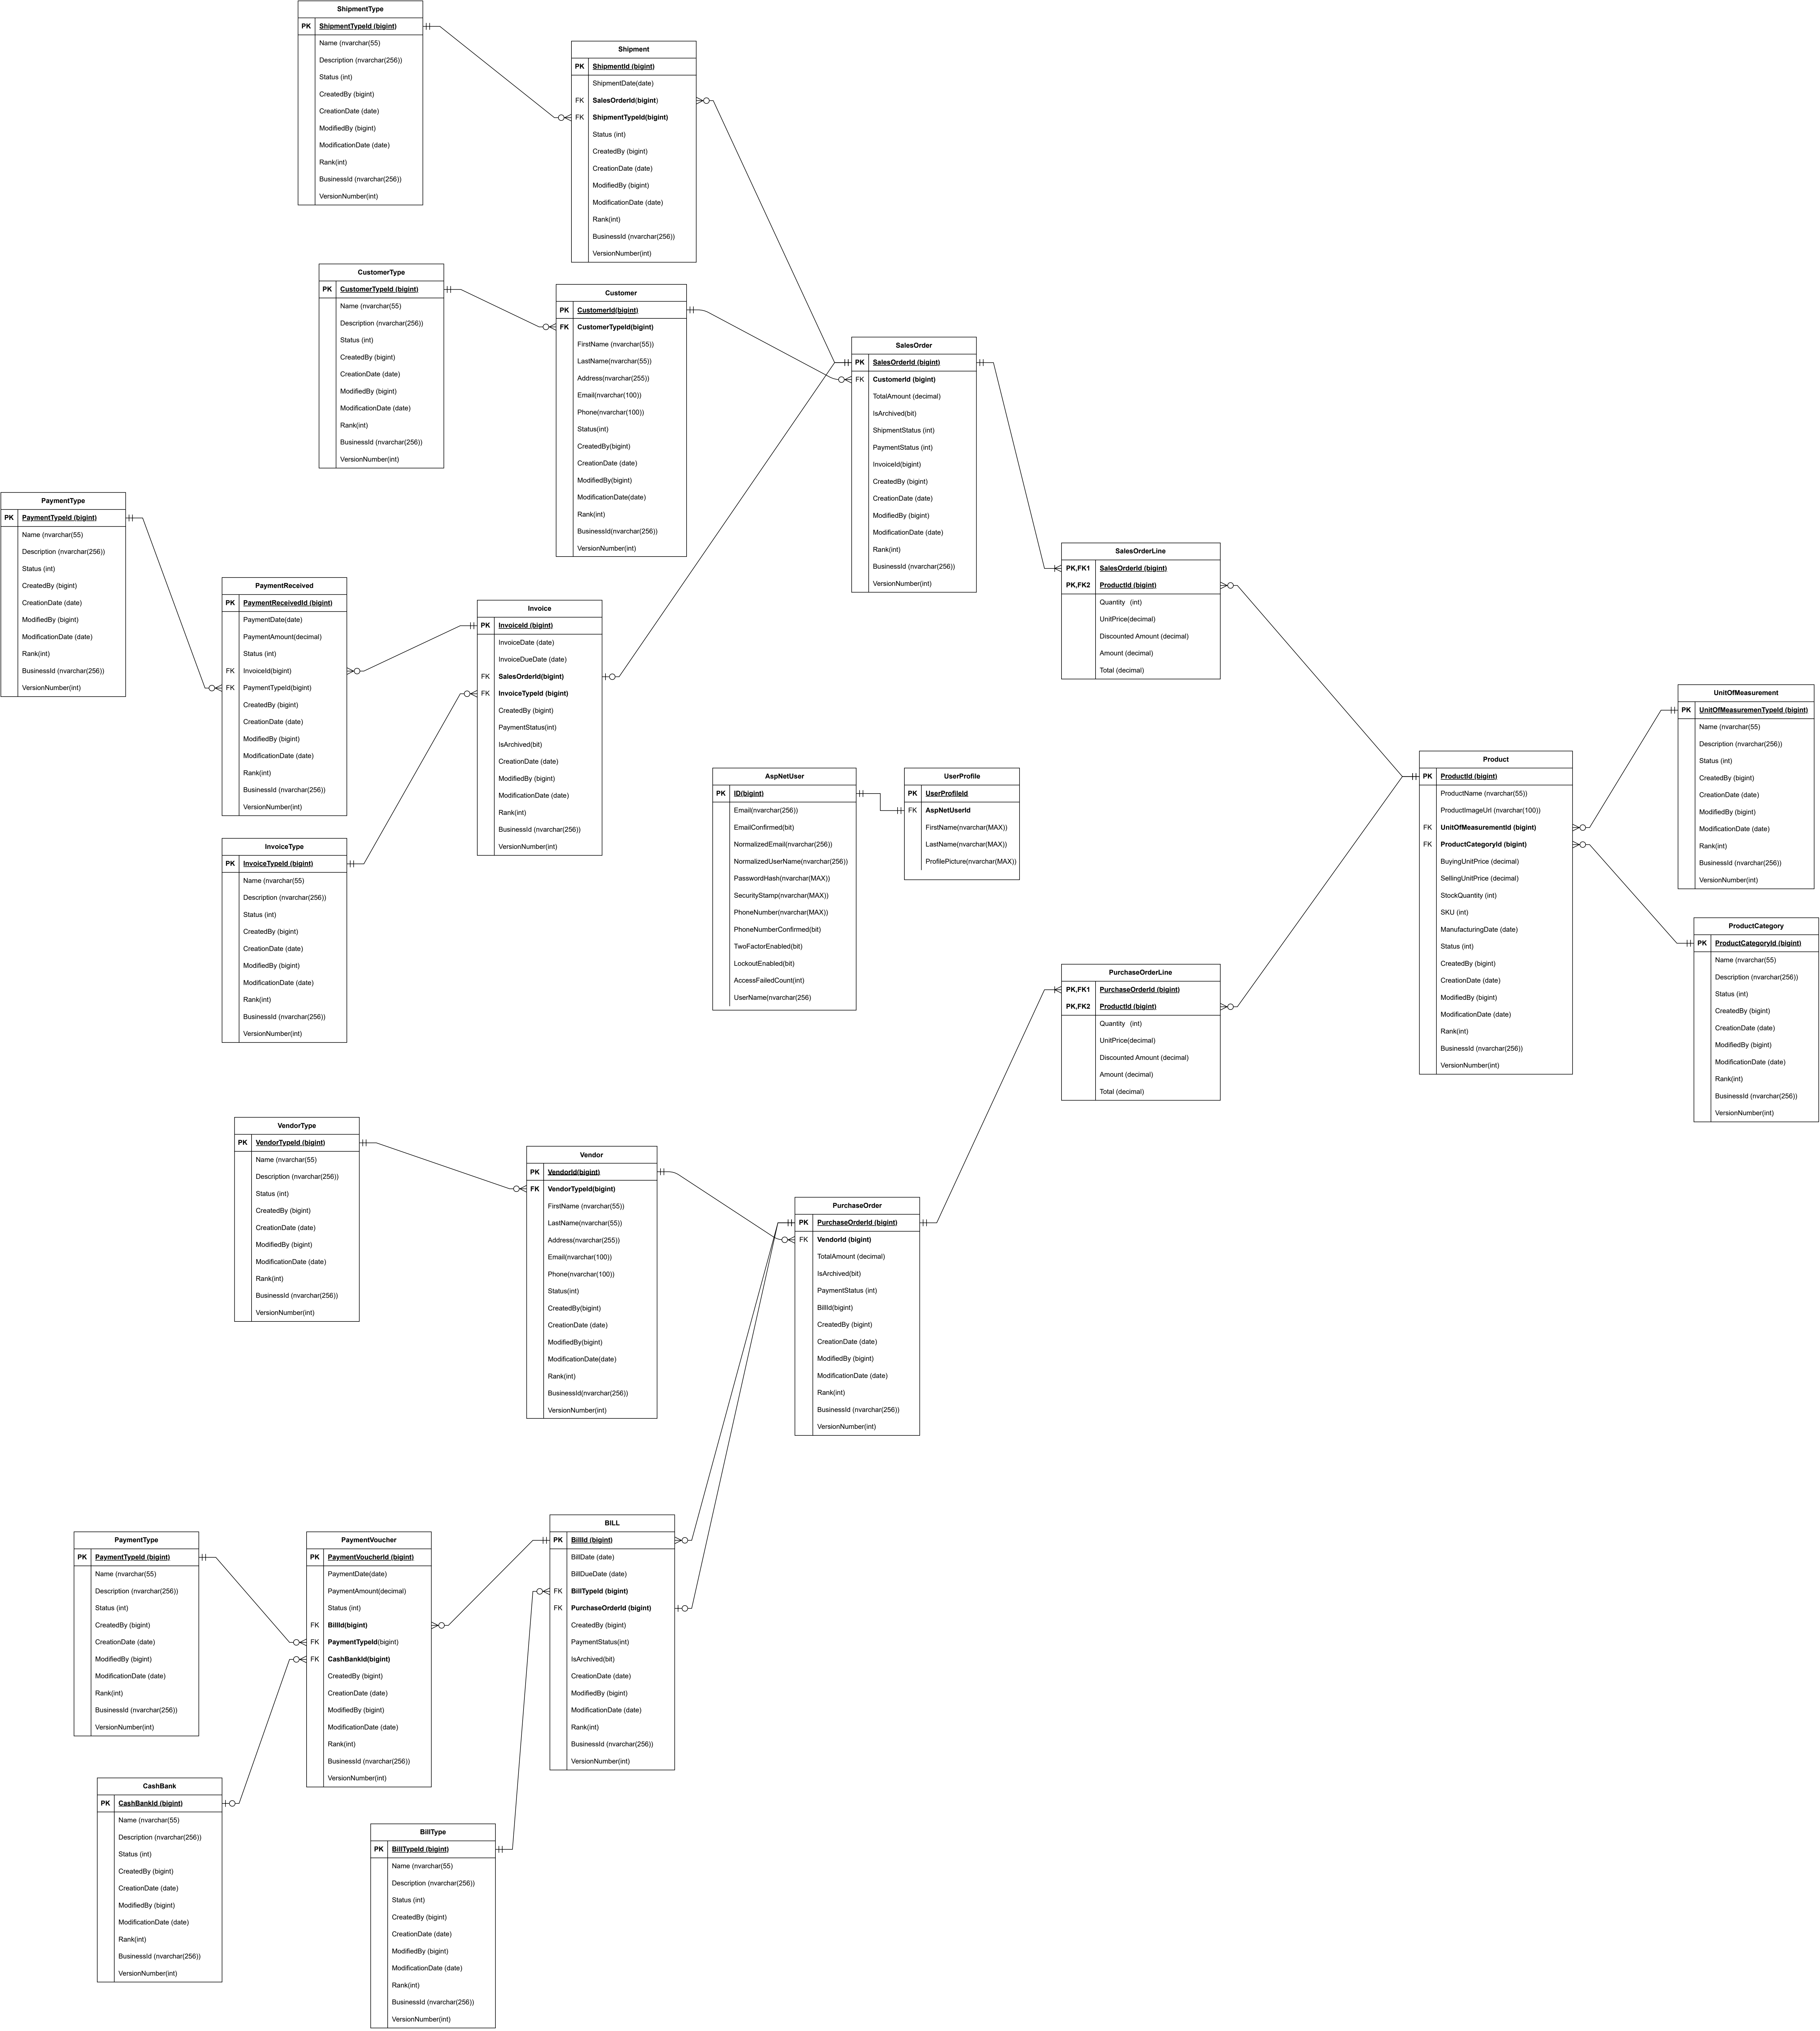 ShipmentType
PK ShipmentTypeId (bigint)
Name (nvarchar(55)
Description (nvarchar(256))
Status (int)
CreatedBy (bigint)
CreationDate (date)
ModifiedBy (bigint)
ModificationDate (date)
Rank(int)
BusinessId (nvarchar(256))
VersionNumber(int)
Shipment
PK ShipmentId (bigint)
ShipmentDate(date)
FK SalesOrderId(bigint)
FK ShipmentTypeId(bigint)
Status (int)
CreatedBy (bigint)
CreationDate (date)
ModifiedBy (bigint)
ModificationDate (date)
Rank(int)
BusinessId (nvarchar(256))
VersionNumber(int)
CustomerType
PK CustomerTypeId (bigint)
Name (nvarchar(55)
Description (nvarchar(256))
Status (int)
CreatedBy (bigint)
CreationDate (date)
ModifiedBy (bigint)
ModificationDate (date)
Rank(int)
BusinessId (nvarchar(256))
VersionNumber(int)
Customer
PK CustomerId(bigint)
FK CustomerTypeId(bigint)
FirstName (nvarchar(55))
LastName(nvarchar(55))
Address(nvarchar(255))
Email(nvarchar(100))
Phone(nvarchar(100))
Status(int)
CreatedBy(bigint)
CreationDate (date)
ModifiedBy(bigint)
ModificationDate(date)
Rank(int)
BusinessId(nvarchar(256))
VersionNumber(int)
SalesOrder
PK SalesOrderId (bigint)
FK CustomerId (bigint)
TotalAmount (decimal)
IsArchived(bit)
ShipmentStatus (int)
PaymentStatus (int)
InvoiceId(bigint)
CreatedBy (bigint)
CreationDate (date)
ModifiedBy (bigint)
ModificationDate (date)
Rank(int)
BusinessId (nvarchar(256))
VersionNumber(int)
PaymentType
PK PaymentTypeId (bigint)
Name (nvarchar(55)
Description (nvarchar(256))
Status (int)
CreatedBy (bigint)
CreationDate (date)
ModifiedBy (bigint)
ModificationDate (date)
Rank(int)
BusinessId (nvarchar(256))
VersionNumber(int)
PaymentReceived
PK PaymentReceivedId (bigint)
PaymentDate(date)
PaymentAmount(decimal)
Status (int)
FK InvoiceId(bigint)
FK PaymentTypeId(bigint)
CreatedBy (bigint)
CreationDate (date)
ModifiedBy (bigint)
ModificationDate (date)
Rank(int)
BusinessId (nvarchar(256))
VersionNumber(int)
Invoice
PK InvoiceId (bigint)
InvoiceDate (date)
InvoiceDueDate (date)
FK SalesOrderId(bigint)
FK InvoiceTypeId (bigint)
CreatedBy (bigint)
PaymentStatus(int)
IsArchived(bit)
CreationDate (date)
ModifiedBy (bigint)
ModificationDate (date)
Rank(int)
BusinessId (nvarchar(256))
VersionNumber(int)
SalesOrderLine
PK,FK1 SalesOrderId (bigint)
PK,FK2 ProductId (bigint)
Quantity (int)
UnitPrice(decimal)
Discounted Amount (decimal)
Amount (decimal)
Total (decimal)
InvoiceType
PK InvoiceTypeId (bigint)
Name (nvarchar(55)
Description (nvarchar(256))
Status (int)
CreatedBy (bigint)
CreationDate (date)
ModifiedBy (bigint)
ModificationDate (date)
Rank(int)
BusinessId (nvarchar(256))
VersionNumber(int)
AspNetUser
PK ID(bigint)
Email(nvarchar(256))
EmailConfirmed(bit)
NormalizedEmail(nvarchar(256))
NormalizedUserName(nvarchar(256))
PasswordHash(nvarchar(MAX))
SecurityStamp(nvarchar(MAX))
PhoneNumber(nvarchar(MAX))
PhoneNumberConfirmed(bit)
TwoFactorEnabled(bit)
LockoutEnabled(bit)
AccessFailedCount(int)
UserName(nvarchar(256)
UserProfile
PK UserProfileId
FK AspNetUserId
FirstName(nvarchar(MAX))
LastName(nvarchar(MAX))
ProfilePicture(nvarchar(MAX))
Product
PK ProductId (bigint)
ProductName (nvarchar(55))
ProductImageUrl (nvarchar(100))
FK UnitOfMeasurementId (bigint)
FK ProductCategoryId (bigint)
BuyingUnitPrice (decimal)
SellingUnitPrice (decimal)
StockQuantity (int)
SKU (int)
ManufacturingDate (date)
Status (int)
CreatedBy (bigint)
CreationDate (date)
ModifiedBy (bigint)
ModificationDate (date)
Rank(int)
BusinessId (nvarchar(256))
VersionNumber(int)
UnitOfMeasurement
PK UnitOfMeasuremenTypeId (bigint)
Name (nvarchar(55)
Description (nvarchar(256))
Status (int)
CreatedBy (bigint)
CreationDate (date)
ModifiedBy (bigint)
ModificationDate (date)
Rank(int)
BusinessId (nvarchar(256))
VersionNumber(int)
ProductCategory
PK ProductCategoryId (bigint)
Name (nvarchar(55)
Description (nvarchar(256))
Status (int)
CreatedBy (bigint)
CreationDate (date)
ModifiedBy (bigint)
ModificationDate (date)
Rank(int)
BusinessId (nvarchar(256))
VersionNumber(int)
PurchaseOrderLine
PK,FK1 PurchaseOrderId (bigint)
PK,FK2 ProductId (bigint)
Quantity (int)
UnitPrice(decimal)
Discounted Amount (decimal)
Amount (decimal)
Total (decimal)
VendorType
PK VendorTypeId (bigint)
Name (nvarchar(55)
Description (nvarchar(256))
Status (int)
CreatedBy (bigint)
CreationDate (date)
ModifiedBy (bigint)
ModificationDate (date)
Rank(int)
BusinessId (nvarchar(256))
VersionNumber(int)
Vendor
PK VendorId(bigint)
FK VendorTypeId(bigint)
FirstName (nvarchar(55))
LastName(nvarchar(55))
Address(nvarchar(255))
Email(nvarchar(100))
Phone(nvarchar(100))
Status(int)
CreatedBy(bigint)
CreationDate (date)
ModifiedBy(bigint)
ModificationDate(date)
Rank(int)
BusinessId(nvarchar(256))
VersionNumber(int)
PurchaseOrder
PK PurchaseOrderId (bigint)
FK VendorId (bigint)
TotalAmount (decimal)
IsArchived(bit)
PaymentStatus (int)
BillId(bigint)
CreatedBy (bigint)
CreationDate (date)
ModifiedBy (bigint)
ModificationDate (date)
Rank(int)
BusinessId (nvarchar(256))
VersionNumber(int)
PaymentType
PK PaymentTypeId (bigint)
Name (nvarchar(55)
Description (nvarchar(256))
Status (int)
CreatedBy (bigint)
CreationDate (date)
ModifiedBy (bigint)
ModificationDate (date)
Rank(int)
BusinessId (nvarchar(256))
VersionNumber(int)
PaymentVoucher
PK PaymentVoucherId (bigint)
PaymentDate(date)
PaymentAmount(decimal)
Status (int)
FK BillId(bigint)
FK PaymentTypeId(bigint)
FK CashBankId(bigint)
CreatedBy (bigint)
CreationDate (date)
ModifiedBy (bigint)
ModificationDate (date)
Rank(int)
BusinessId (nvarchar(256))
VersionNumber(int)
BILL
PK BillId (bigint)
BillDate (date)
BillDueDate (date)
FK BillTypeId (bigint)
FK PurchaseOrderId (bigint)
CreatedBy (bigint)
PaymentStatus(int)
IsArchived(bit)
CreationDate (date)
ModifiedBy (bigint)
ModificationDate (date)
Rank(int)
BusinessId (nvarchar(256))
VersionNumber(int)
CashBank
PK CashBankId (bigint)
Name (nvarchar(55)
Description (nvarchar(256))
Status (int)
CreatedBy (bigint)
CreationDate (date)
ModifiedBy (bigint)
ModificationDate (date)
Rank(int)
BusinessId (nvarchar(256))
VersionNumber(int)
BillType
PK BillTypeId (bigint)
Name (nvarchar(55)
Description (nvarchar(256))
Status (int)
CreatedBy (bigint)
CreationDate (date)
ModifiedBy (bigint)
ModificationDate (date)
Rank(int)
BusinessId (nvarchar(256))
VersionNumber(int)